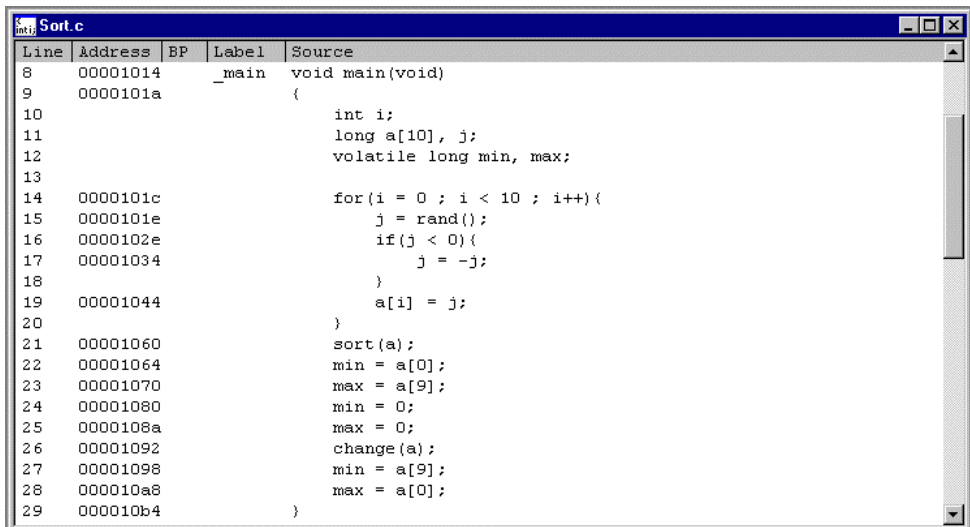 Sort.c
Line Address BP Label Source
8 00001014 _main void main(void)
9 0000101a {
10 int i;
11 long a[10], j;
12 volatile long min, max;
13
14 0000101c for(i = 0 ; i < 10 ; i++){
15 0000101e j = rand();
16 0000102e if(j < 0){
17 00001034 j = -j;
18 }
19 00001044 a[i] = j;
20 }
21 00001060 sort(a);
22 00001064 min = a[0];
23 00001070 max = a[9];
24 00001080 min = 0;
25 0000108a max = 0;
26 00001092 change(a);
27 00001098 min = a[9];
28 000010a8 max = a[0];
29 000010b4 }